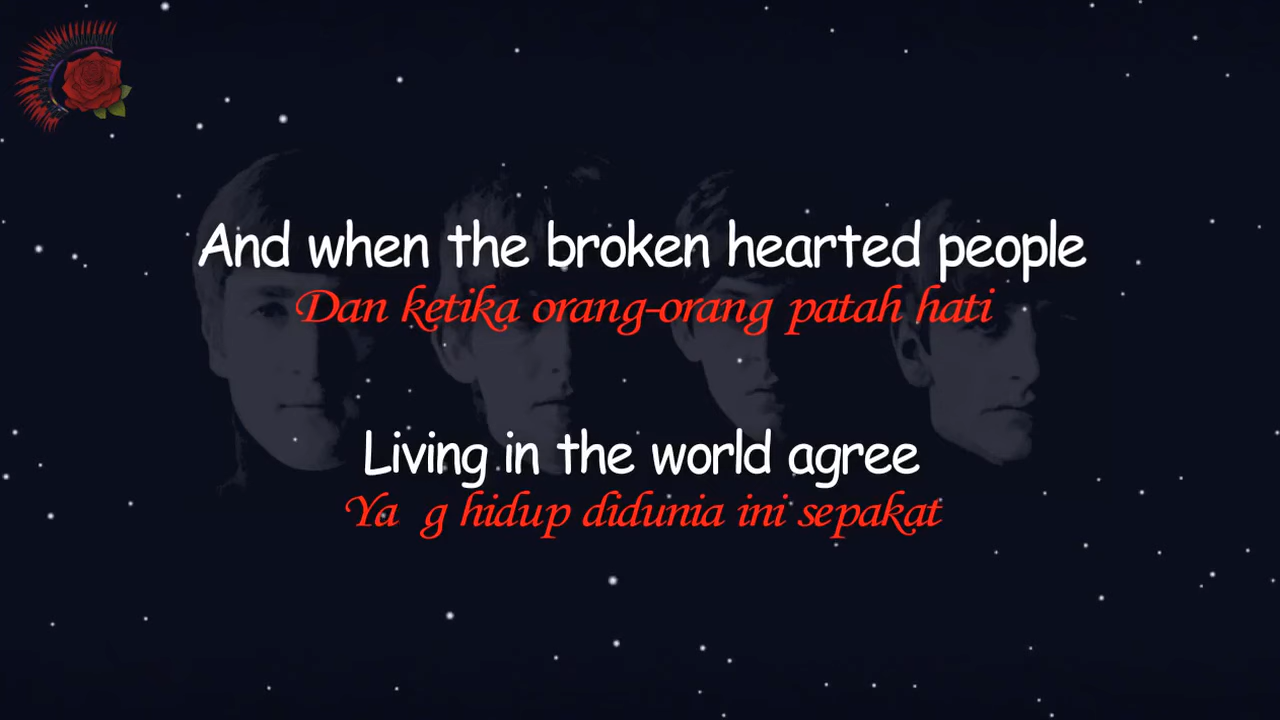 And when the broken hearted people
Dan ketika orang-orang patah hati
Living in the world agree
Ya g hidup didunia ini sepakat